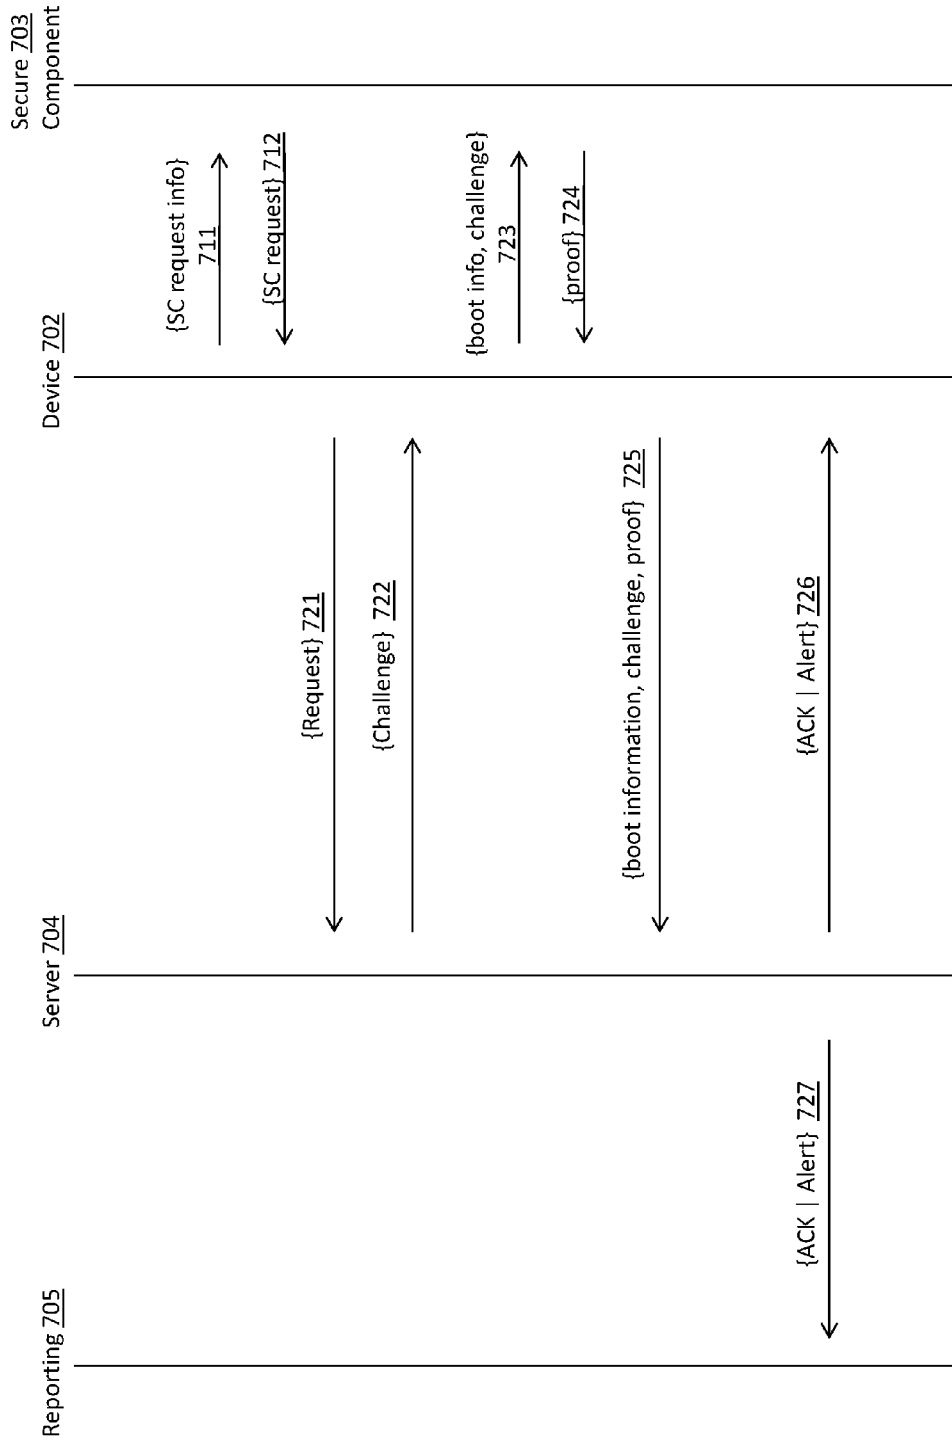 Reporting 705
Server 704
Device 702
Secure 703
Component
{SC request info}
711
{SC request} 712
{Request} 721
{Challenge} 722
{boot info, challenge}
723
{proof} 724
{boot information, challenge, proof} 725
{ACK | Alert} 727
{ACK | Alert} 726